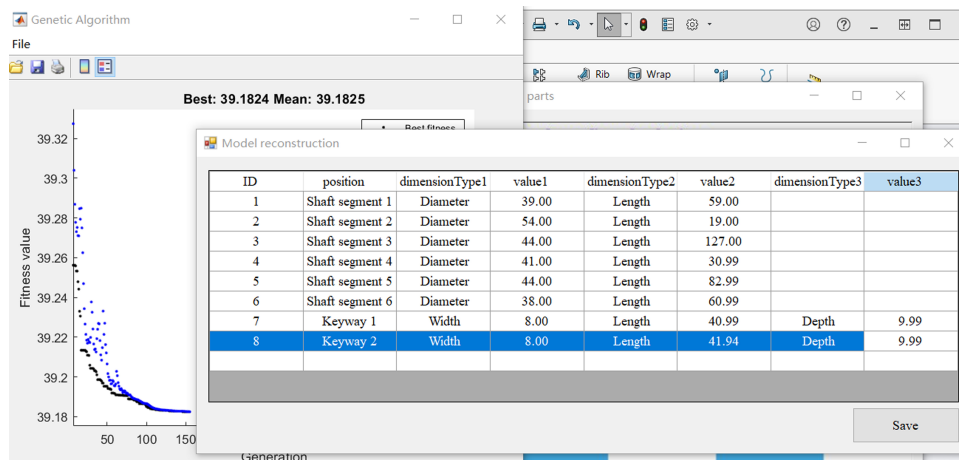 Genetic Algorithm
File
Rib Wrap
parts
Best: 39.1824 Mean: 39.1825
Best fitness
Fitness value
39.32
39.3
39.28
39.26
39.24
39.22
39.2
39.18
50 100 150
Generation
Model reconstruction
ID position dimensionType1 value1 dimensionType2 value2 dimensionType3 value3
1 Shaft segment 1 Diameter 39.00 Length 59.00
2 Shaft segment 2 Diameter 54.00 Length 19.00
3 Shaft segment 3 Diameter 44.00 Length 127.00
4 Shaft segment 4 Diameter 41.00 Length 30.99
5 Shaft segment 5 Diameter 44.00 Length 82.99
6 Shaft segment 6 Diameter 38.00 Length 60.99
7 Keyway 1 Width 8.00 Length 40.99 Depth 9.99
8 Keyway 2 Width 8.00 Length 41.94 Depth 9.99
Save